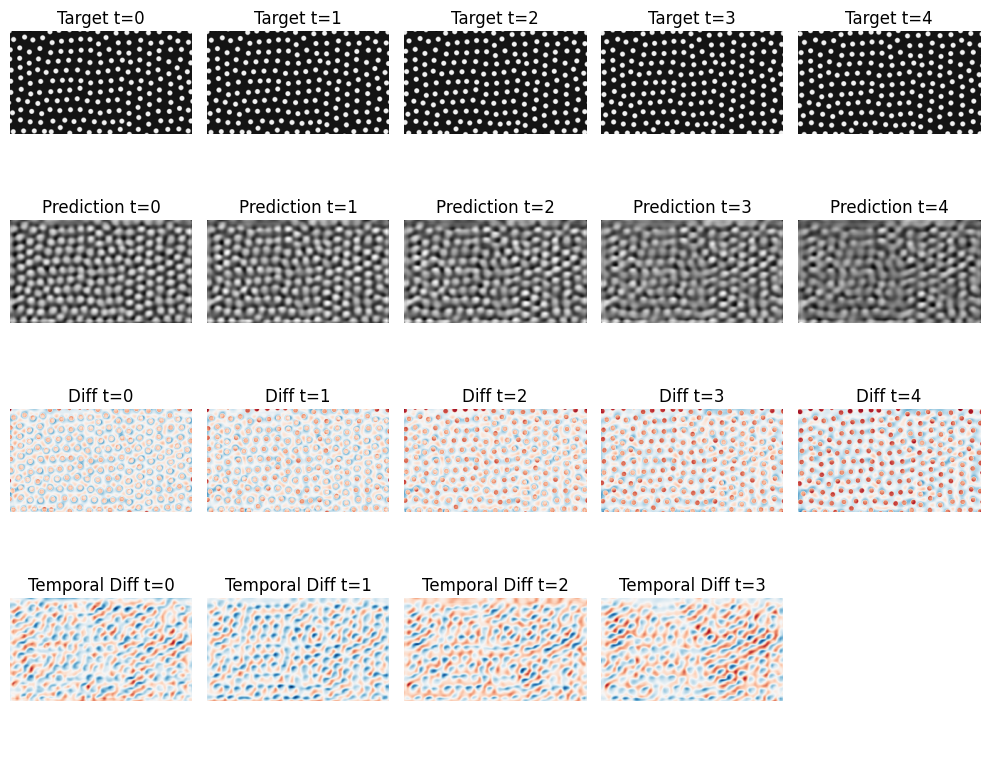 Target t=0 Target t=1 Target t=2 Target t=3 Target t=4
Prediction t=0 Prediction t=1 Prediction t=2 Prediction t=3 Prediction t=4
Diff t=0 Diff t=1 Diff t=2 Diff t=3 Diff t=4
Temporal Diff t=0 Temporal Diff t=1 Temporal Diff t=2 Temporal Diff t=3